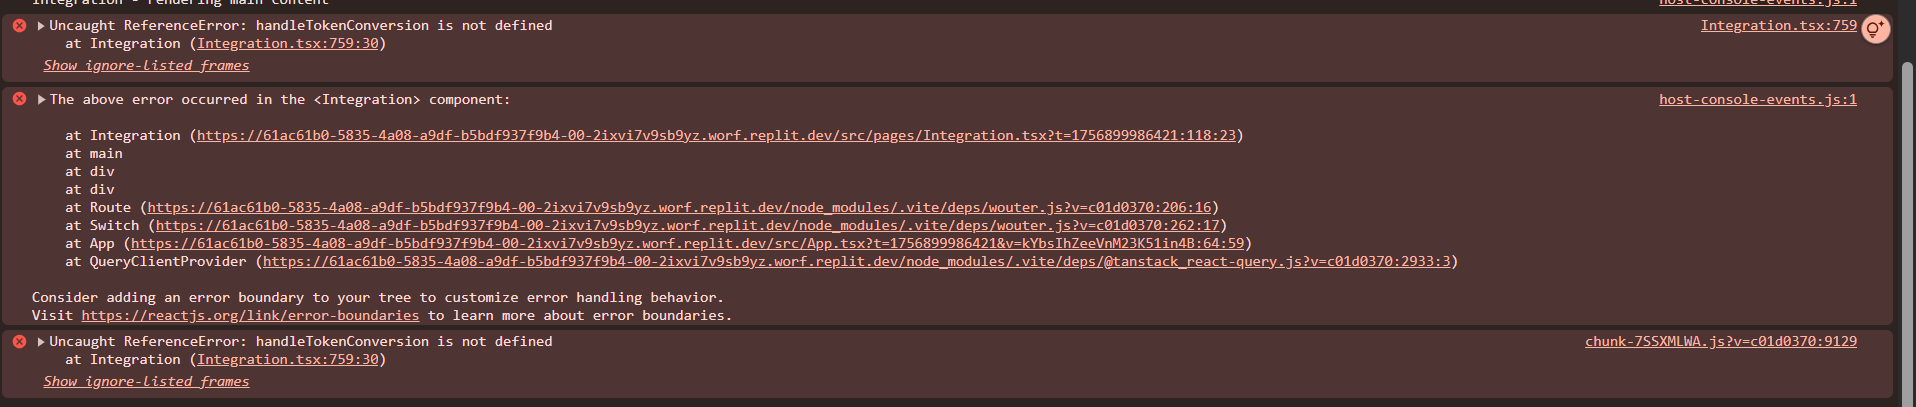 Integration - rendering main content
host-console-events.js:1
Uncaught ReferenceError: handleTokenConversion is not defined
Integration.tsx:759
at Integration (Integration.tsx:759:30)
Show ignore-listed frames
The above error occurred in the <Integration> component:
host-console-events.js:1
at Integration (https://61ac61b0-5835-4a08-a9df-b5bdf937f9b4-00-2ixvi7v9sb9yz.worf.replit.dev/src/pages/Integration.tsx?t=1756899986421:118:23)
at main
at div
at div
at Route (https://61ac61b0-5835-4a08-a9df-b5bdf937f9b4-00-2ixvi7v9sb9yz.worf.replit.dev/node_modules/.vite/deps/wouter.js?v=c01d0370:206:16)
at Switch (https://61ac61b0-5835-4a08-a9df-b5bdf937f9b4-00-2ixvi7v9sb9yz.worf.replit.dev/node_modules/.vite/deps/wouter.js?v=c01d0370:262:17)
at App (https://61ac61b0-5835-4a08-a9df-b5bdf937f9b4-00-2ixvi7v9sb9yz.worf.replit.dev/src/App.tsx?t=1756899986421&v=kYbsIhZeeVnM23K51in4B:64:59)
at QueryClientProvider (https://61ac61b0-5835-4a08-a9df-b5bdf937f9b4-00-2ixvi7v9sb9yz.worf.replit.dev/node_modules/.vite/deps/@tanstack_react-query.js?v=c01d0370:2933:3)
Consider adding an error boundary to your tree to customize error handling behavior.
Visit https://reactjs.org/link/error-boundaries to learn more about error boundaries.
Uncaught ReferenceError: handleTokenConversion is not defined
chunk-7SSXMLWA.js?v=c01d0370:9129
at Integration (Integration.tsx:759:30)
Show ignore-listed frames